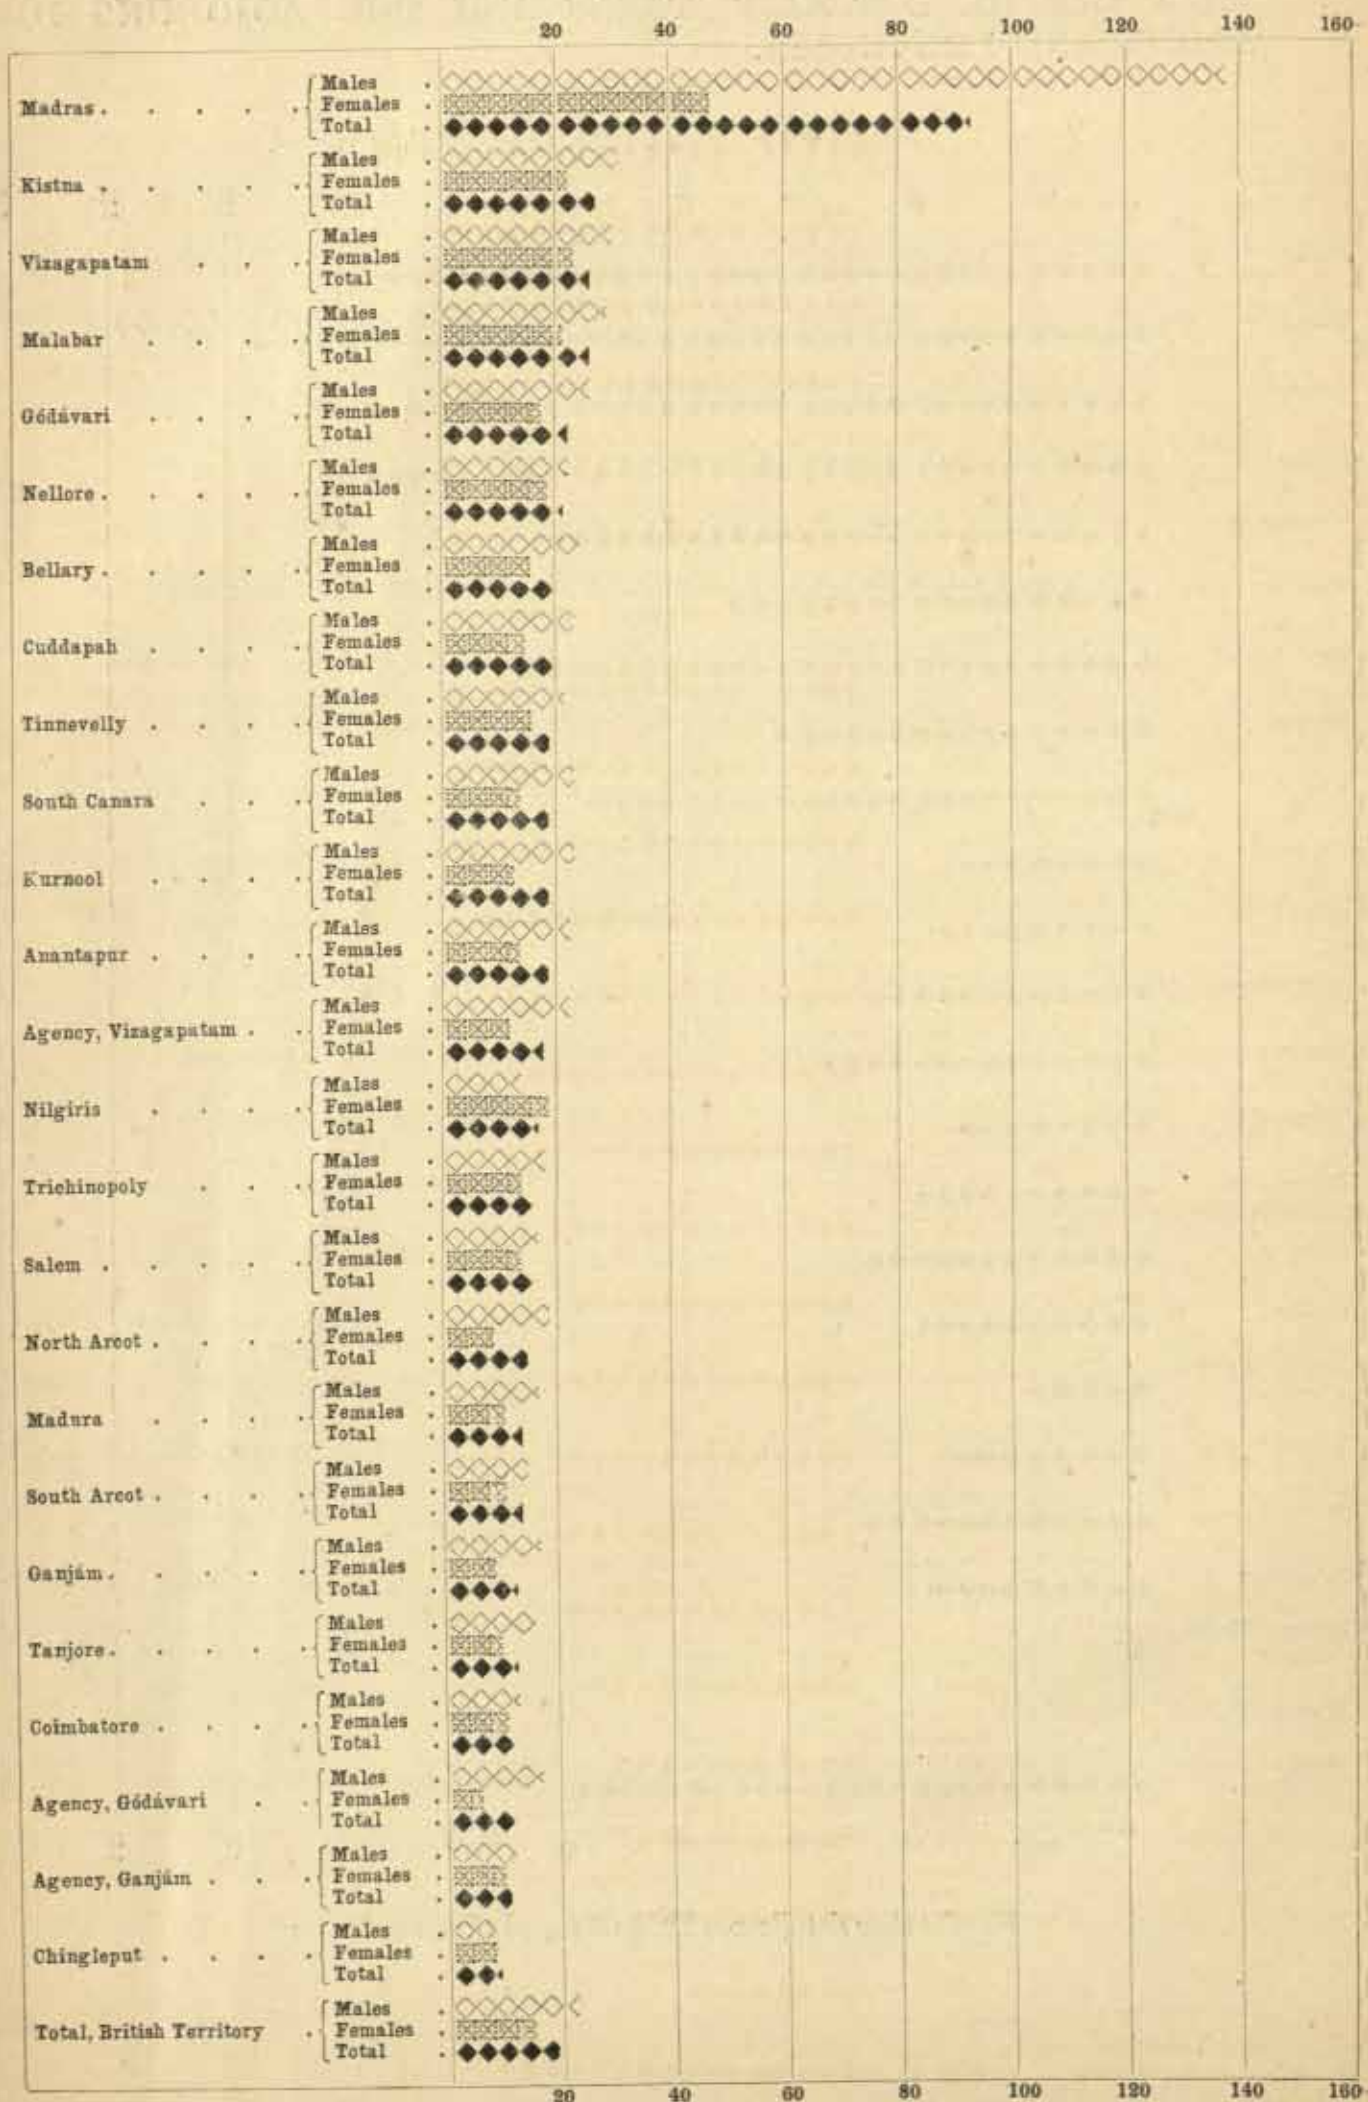 20 40 60 80 100 120 140 160
Madras . . . . . Males .
Females .
Total .
Kistna . . . . . Males .
Females .
Total .
Vizagapatam . . . Males .
Females .
Total .
Malabar . . . . Males .
Females .
Total .
Gódávari . . . . Males .
Females .
Total .
Nellore . . . . . Males .
Females .
Total .
Bellary . . . . . Males .
Females .
Total .
Cuddapah . . . . Males .
Females .
Total .
Tinnevelly . . . . Males .
Females .
Total .
South Canara . . . Males .
Females .
Total .
Kurnool . . . . Males .
Females .
Total .
Anantapur . . . . Males .
Females .
Total .
Agency, Vizagapatam . . Males .
Females .
Total .
Nilgiris . . . . Males .
Females .
Total .
Trichinopoly . . . Males .
Females .
Total .
Salem . . . . . Males .
Females .
Total .
North Arcot . . . . Males .
Females .
Total .
Madura . . . . Males .
Females .
Total .
South Arcot . . . . Males .
Females .
Total .
Ganjám . . . . . Males .
Females .
Total .
Tanjore . . . . . Males .
Females .
Total .
Coimbatore . . . . Males .
Females .
Total .
Agency, Gódávari . . Males .
Females .
Total .
Agency, Ganjám . . . Males .
Females .
Total .
Chingleput . . . . Males .
Females .
Total .
Total, British Territory . Males .
Females .
Total .
20 40 60 80 100 120 140 160